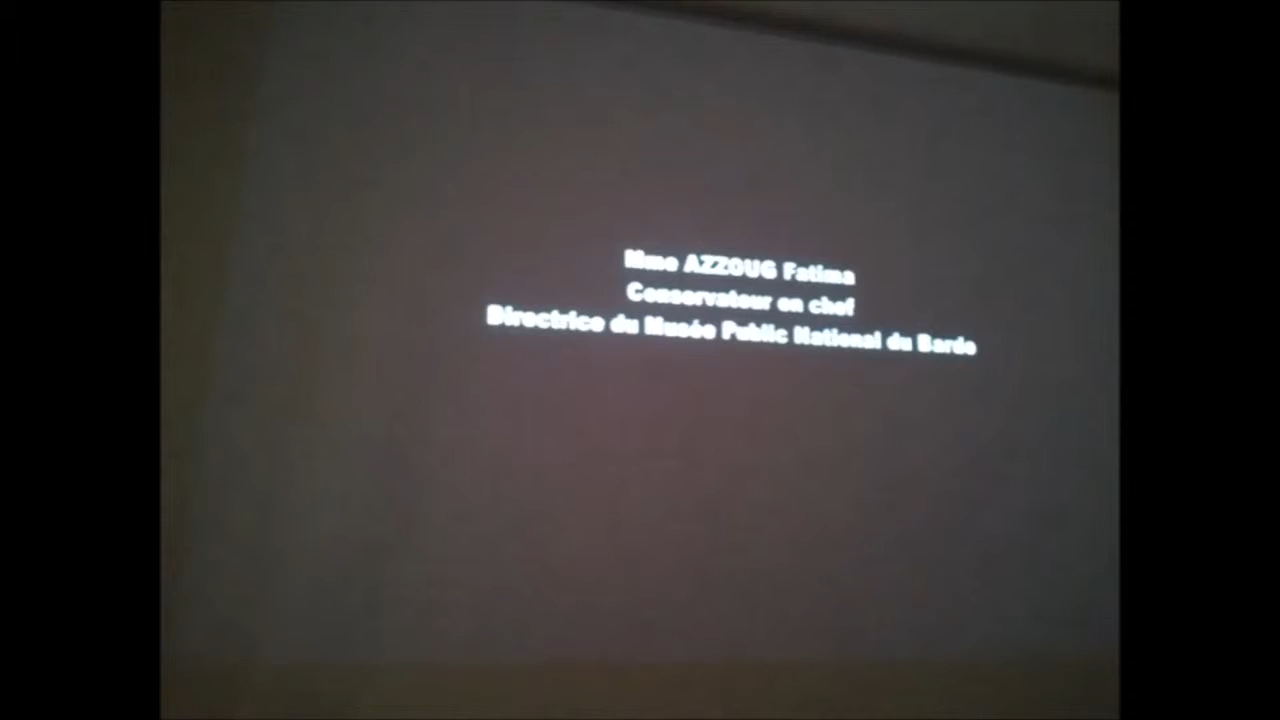 Mme AZZOUG Fatima
Conservateur en chef
Directrice du Musée Public National du Bardo